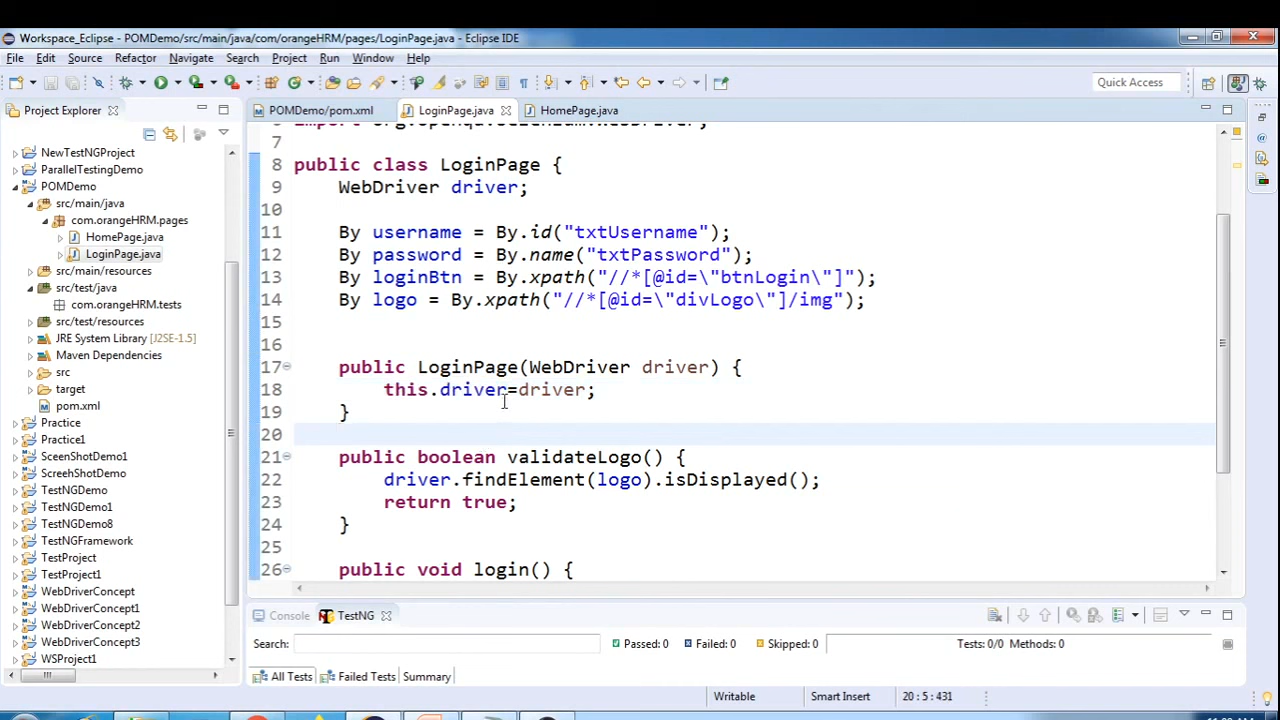 Workspace_Eclipse - POMDemo/src/main/java/com/orangeHRM/pages/LoginPage.java - Eclipse IDE
File Edit Source Refactor Navigate Search Project Run Window Help
Quick Access
Project Explorer
NewTestNGProject
ParallelTestingDemo
POMDemo
src/main/java
com.orangeHRM.pages
HomePage.java
LoginPage.java
src/main/resources
src/test/java
com.orangeHRM.tests
src/test/resources
JRE System Library [J2SE-1.5]
Maven Dependencies
src
target
pom.xml
Practice
Practice1
SceenShotDemo1
ScreehShotDemo
TestNGDemo
TestNGDemo1
TestNGDemo8
TestNGFramework
TestProject
TestProject1
WebDriverConcept
WebDriverConcept1
WebDriverConcept2
WebDriverConcept3
WSProject1
POMDemo/pom.xml LoginPage.java HomePage.java
7
8 public class LoginPage {
9 WebDriver driver;
10
11 By username = By.id("txtUsername");
12 By password = By.name("txtPassword");
13 By loginBtn = By.xpath("//*[@id=\"btnLogin\"]");
14 By logo = By.xpath("//*[@id=\"divLogo\"]/img");
15
16
17 public LoginPage(WebDriver driver) {
18 this.driver=driver;
19 }
20
21 public boolean validateLogo() {
22 driver.findElement(logo).isDisplayed();
23 return true;
24 }
25
26 public void login() {
Console TestNG
Search: Passed: 0 Failed: 0 Skipped: 0 Tests: 0/0 Methods: 0
All Tests Failed Tests Summary
Writable Smart Insert 20 : 5 : 431